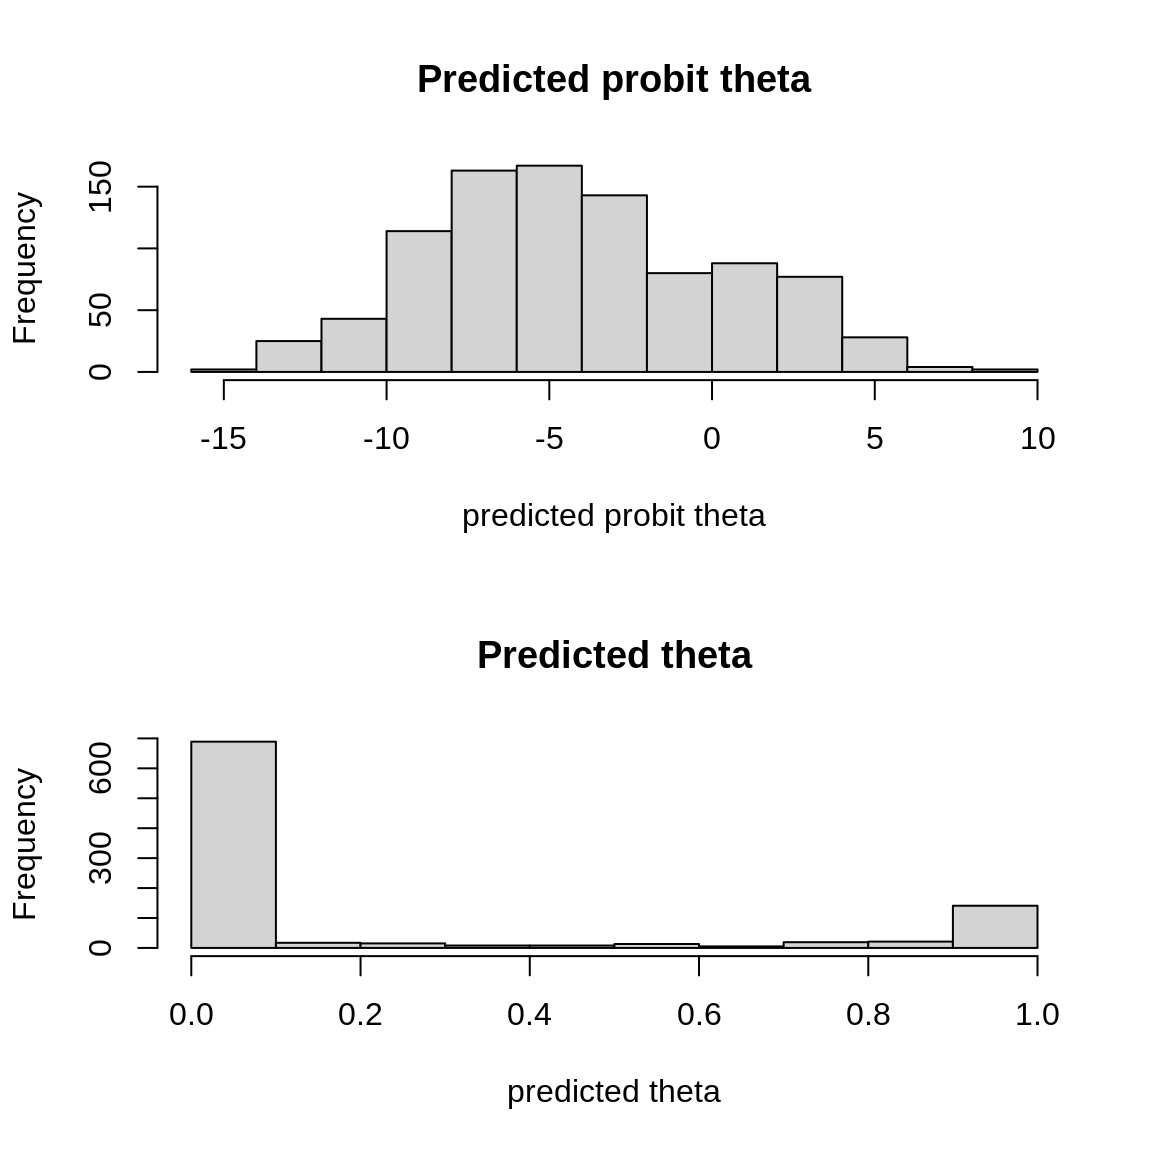 Predicted probit theta
Frequency
0 50 150
-15 -10 -5 0 5 10
predicted probit theta
Predicted theta
Frequency
0 300 600
0.0 0.2 0.4 0.6 0.8 1.0
predicted theta